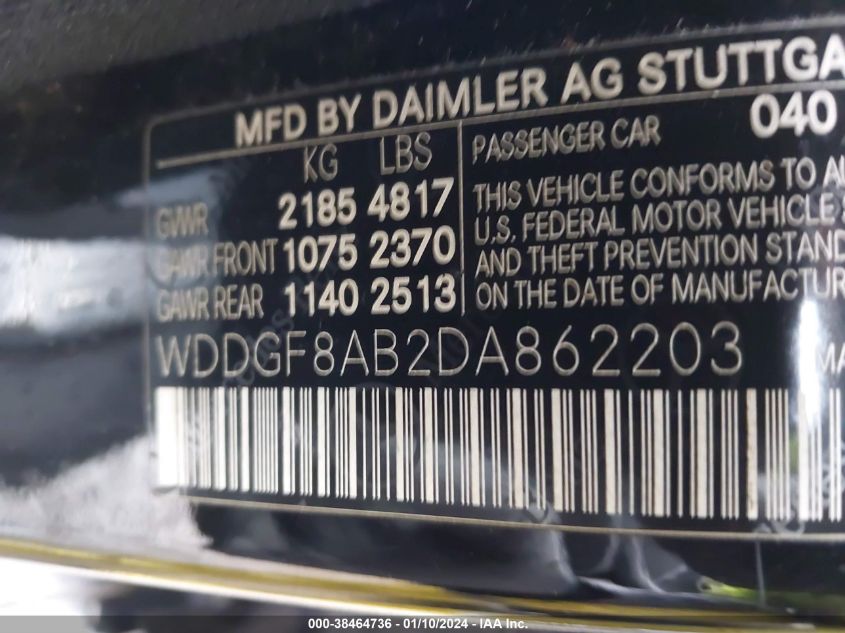 MFD BY DAIMLER AG STUTTGA
KG LBS
GVWR 2185 4817
GAWR FRONT 1075 2370
GAWR REAR 1140 2513
PASSENGER CAR 040
THIS VEHICLE CONFORMS TO AL
U.S. FEDERAL MOTOR VEHICLE S
AND THEFT PREVENTION STAND
ON THE DATE OF MANUFACTUR
WDDGF8AB2DA862203
MA
000-38464736 - 01/10/2024 - IAA Inc.